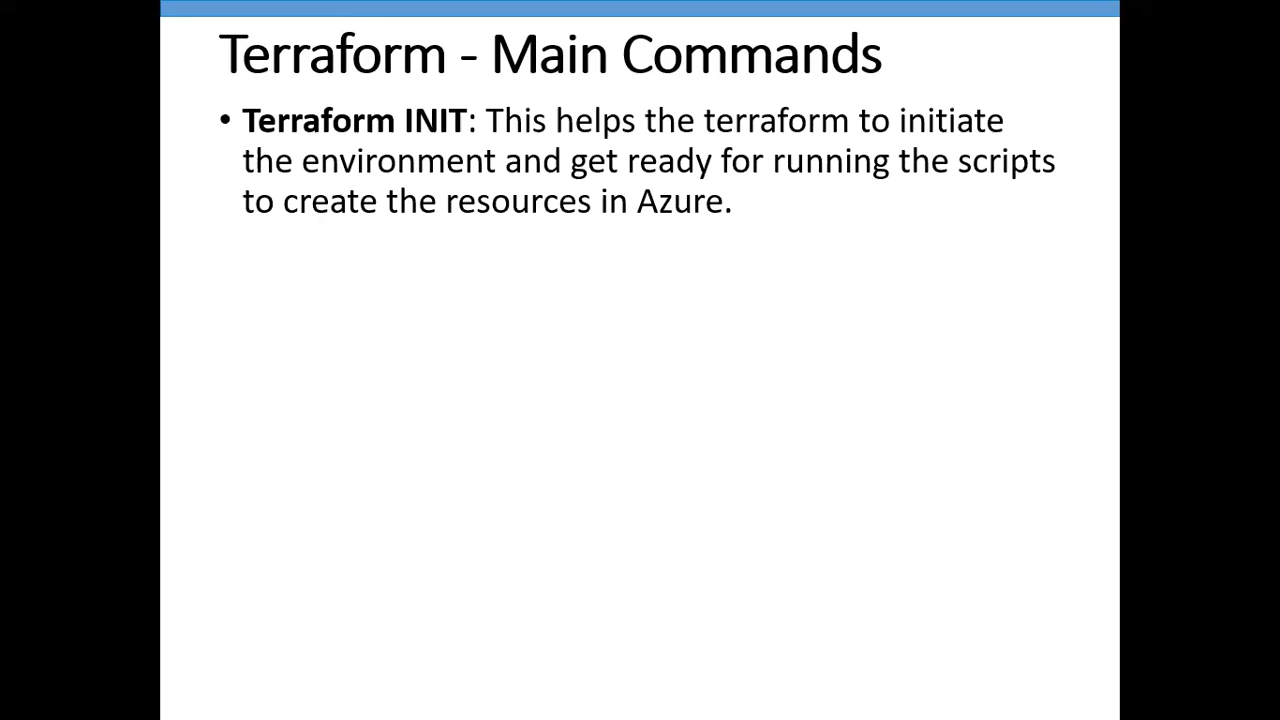 Terraform - Main Commands
• Terraform INIT: This helps the terraform to initiate
the environment and get ready for running the scripts
to create the resources in Azure.